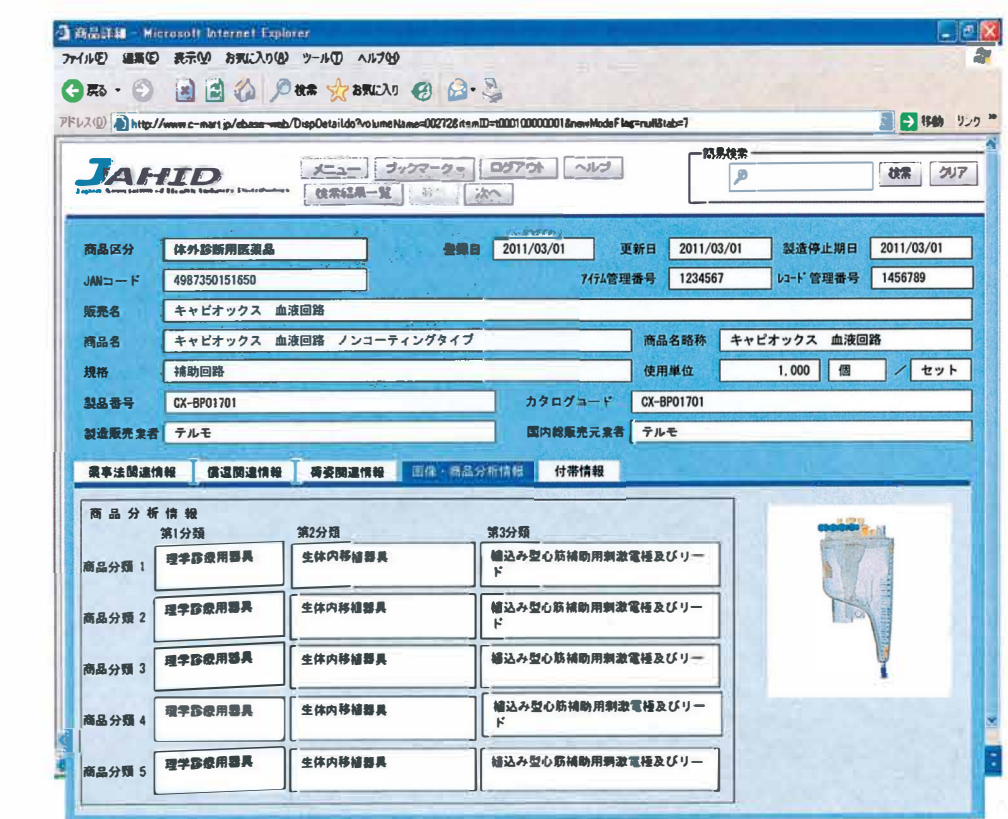 商品詳細 - Microsoft Internet Explorer
ファイル(F) 編集(E) 表示(V) お気に入り(A) ツール(T) ヘルプ(H)
戻る 検索 お気に入り
アドレス(D) http://www.c-mart.jp/ebase-web/DispDetail.do?volumeName=00272&itemID=t000100000001&newModeFlag=null&tab=7 移動 リンク »
JAHID
メニュー ブックマーク ログアウト ヘルプ
簡易検索
検索 クリア
検索結果一覧 次へ
商品区分 体外診断用医薬品 登録日 2011/03/01 更新日 2011/03/01 製造停止期日 2011/03/01
JANコード 4987350151650 アイテム管理番号 1234567 レコード管理番号 1456789
販売名 キャピオックス 血液回路
商品名 キャピオックス 血液回路 ノンコーティングタイプ 商品名略称 キャピオックス 血液回路
規格 補助回路 使用単位 1,000 個 / セット
製品番号 CX-BP01701 カタログコード CX-BP01701
製造販売業者 テルモ 国内総販売元業者 テルモ
薬事法関連情報 償還関連情報 荷姿関連情報 画像・商品分析情報 付帯情報
商品分析情報
第1分類 第2分類 第3分類
商品分類 1 理学診療用器具 生体内移植器具 植込み型心筋補助用刺激電極及びリー
ド
商品分類 2 理学診療用器具 生体内移植器具 植込み型心筋補助用刺激電極及びリー
ド
商品分類 3 理学診療用器具 生体内移植器具 植込み型心筋補助用刺激電極及びリー
商品分類 4 理学診療用器具 生体内移植器具 植込み型心筋補助用刺激電極及びリー
ド
商品分類 5 理学診療用器具 生体内移植器具 植込み型心筋補助用刺激電極及びリー